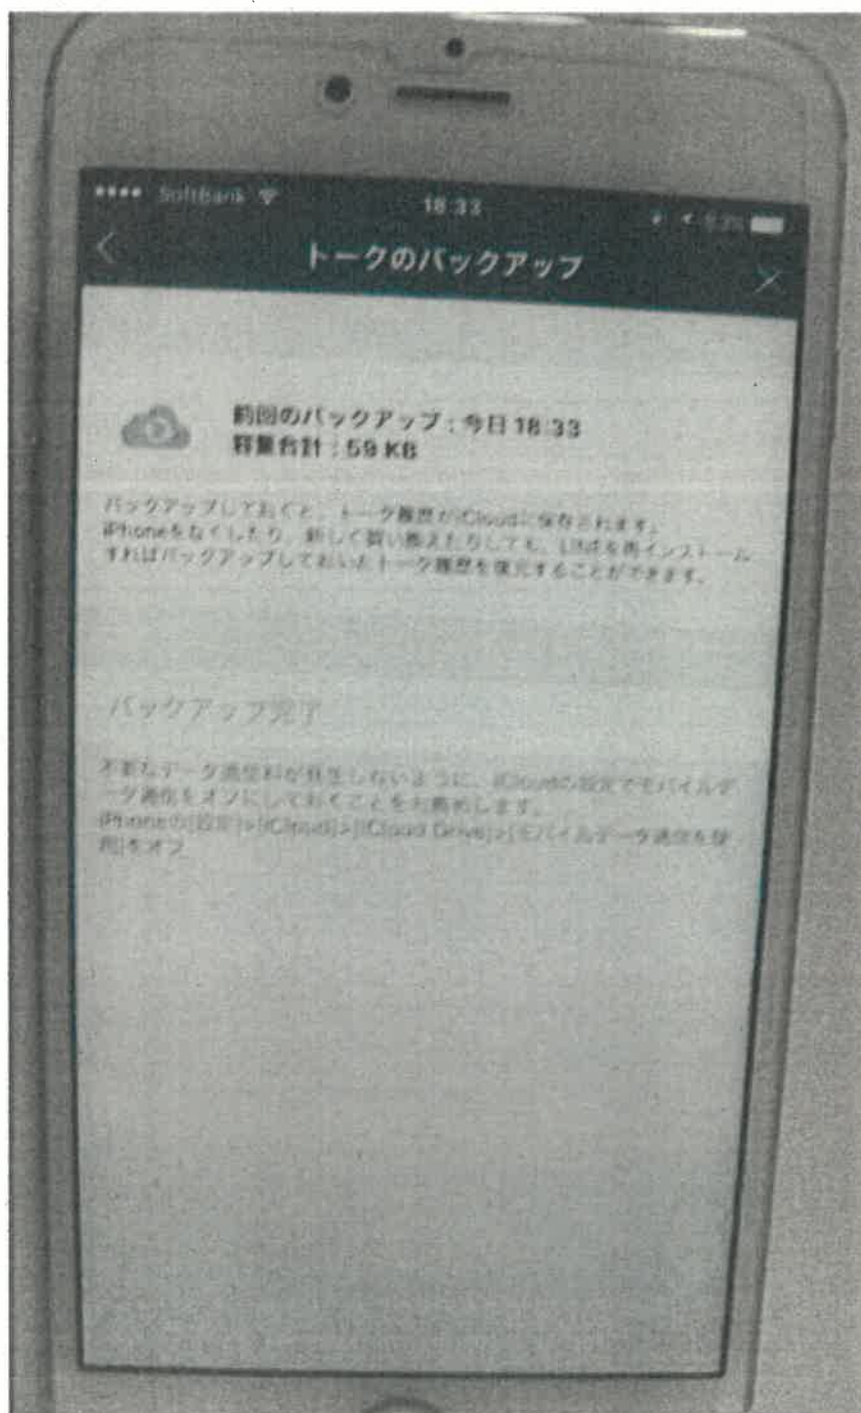 SoftBank
18:33
トークのバックアップ
前回のバックアップ : 今日 18:33
容量合計 : 59 KB
バックアップしておくと、トーク履歴がiCloudに保存されます。
iPhoneをなくしたり、新しく買い換えたりしても、LINEを再インストール
すればバックアップしておいたトーク履歴を復元することができます。
バックアップ完了
不要なデータ通信料が発生しないように、iCloudの設定でモバイルデ
ータ通信をオフにしておくことをお薦めします。
iPhoneの[設定]>[iCloud]>[iCloud Drive]>[モバイルデータ通信を使
用]をオフ